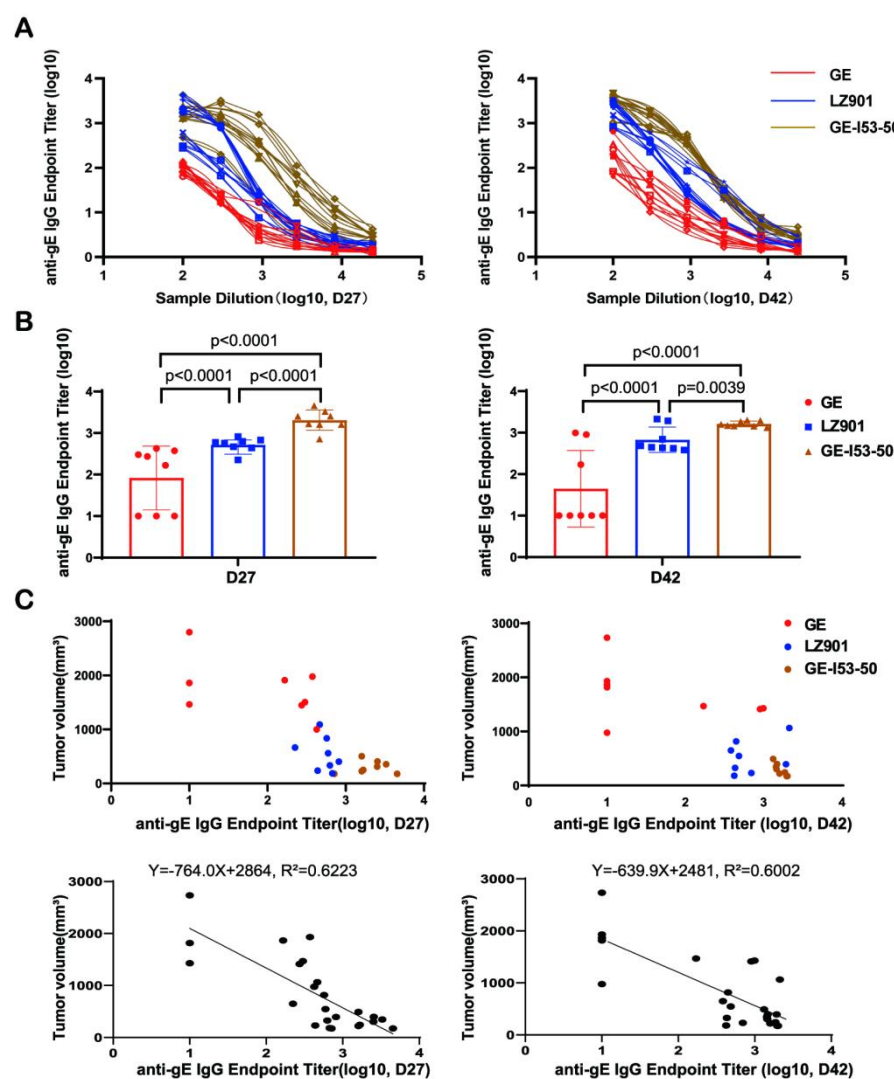 A
anti-gE IgG Endpoint Titer (log10)
4
3
2
1
0
1 2 3 4 5
Sample Dilution（log10, D27）
anti-gE IgG Endpoint Titer (log10)
4
3
2
1
0
1 2 3 4 5
Sample Dilution（log10, D42）
GE
LZ901
GE-I53-50
B
anti-gE IgG Endpoint Titer (log10)
p<0.0001
p<0.0001 p<0.0001
4
3
2
1
0
D27
anti-gE IgG Endpoint Titer (log10)
p<0.0001
p<0.0001 p=0.0039
4
3
2
1
0
D42
GE
LZ901
GE-I53-50
C
Tumor volume(mm³)
3000
2000
1000
0
0 1 2 3 4
anti-gE IgG Endpoint Titer(log10, D27)
Tumor volume(mm³)
3000
2000
1000
0
0 1 2 3 4
anti-gE IgG Endpoint Titer (log10, D42)
GE
LZ901
GE-I53-50
Y=-764.0X+2864, R²=0.6223
Tumor volume(mm³)
3000
2000
1000
0
0 1 2 3 4
anti-gE IgG Endpoint Titer(log10, D27)
Y=-639.9X+2481, R²=0.6002
Tumor volume(mm³)
3000
2000
1000
0
0 1 2 3 4
anti-gE IgG Endpoint Titer (log10, D42)